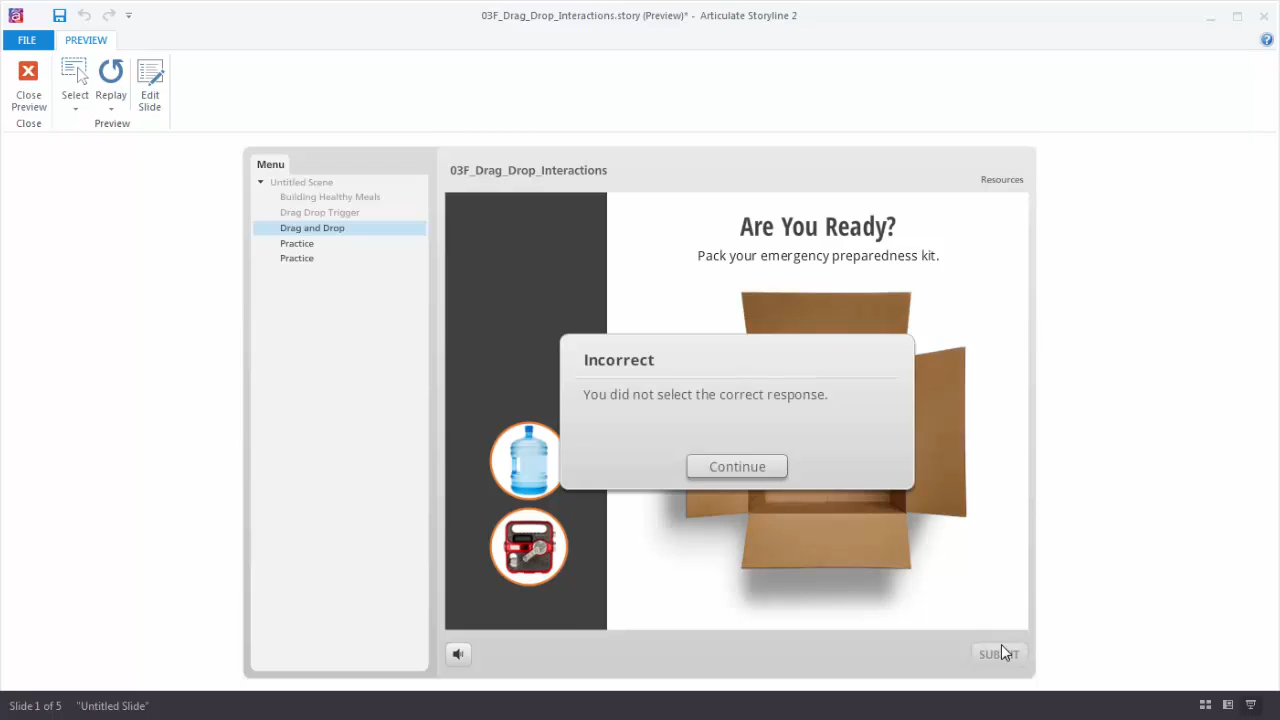 03F_Drag_Drop_Interactions.story (Preview)* - Articulate Storyline 2
FILE
PREVIEW
Close Preview
Select
Replay
Edit Slide
Close
Preview
Menu
Untitled Scene
Building Healthy Meals
Drag Drop Trigger
Drag and Drop
Practice
Practice
03F_Drag_Drop_Interactions
Resources
Are You Ready?
Pack your emergency preparedness kit.
Incorrect
You did not select the correct response.
Continue
SUBMIT
Slide 1 of 5
"Untitled Slide"